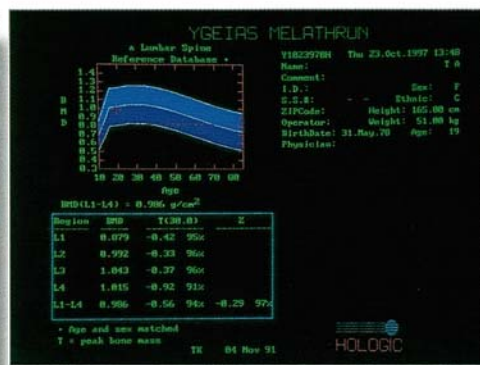 YGEIAS MELATHRUN
Lumbar Spine
Reference Database
Y1023970H Thu 23.Oct.1997 13:48
Name: T A
Comment:
I.D.: Sex: F
S.S.#: - - Ethnic: C
ZIPCode: Height: 165.00 cm
Operator: Weight: 51.00 kg
BirthDate: 31.May.78 Age: 19
Physician:
1.4
1.3
1.2
1.1
1.0
0.9
0.8
0.7
0.6
0.5
0.4
0.3
B
M
D
10 20 30 40 50 60 70 80
Age
BMD(L1-L4) = 0.986 g/cm²
Region BMD T(30.0) Z
L1 0.879 -0.42 95%
L2 0.992 -0.33 96%
L3 1.043 -0.37 96%
L4 1.015 -0.92 91%
L1-L4 0.986 -0.56 94% -0.29 97%
• Age and sex matched
T = peak bone mass
TK 04 Nov 91
HOLOGIC